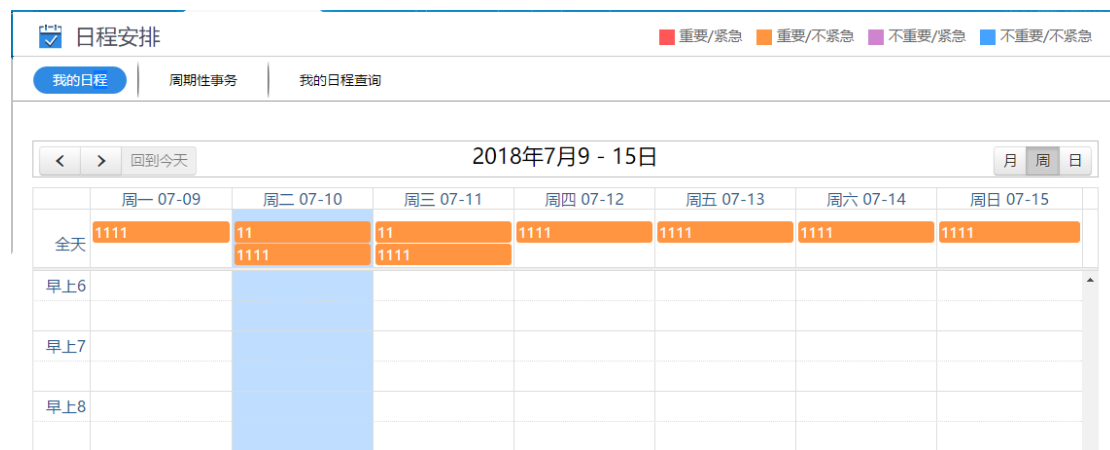 日程安排 重要/紧急 重要/不紧急 不重要/紧急 不重要/不紧急
我的日程 周期性事务 我的日程查询
回到今天 2018年7月9 - 15日 月 周 日
周一 07-09 周二 07-10 周三 07-11 周四 07-12 周五 07-13 周六 07-14 周日 07-15
全天 1111 11 11 1111 1111 1111 1111
1111 1111
早上6
早上7
早上8